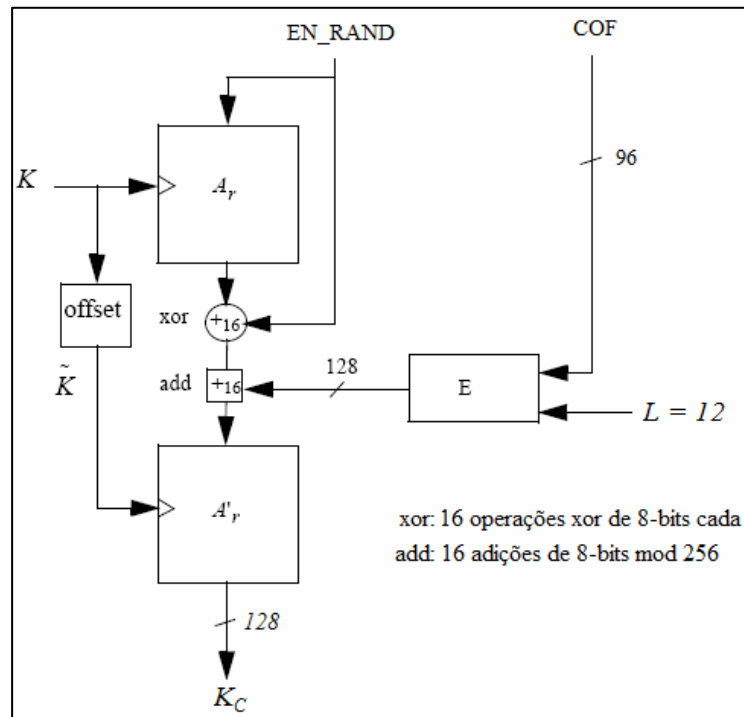 EN_RAND
COF
96
K
A_r
offset
xor
+16
K̃
add
+16
128
E
L = 12
A'_r
xor: 16 operações xor de 8-bits cada
add: 16 adições de 8-bits mod 256
128
K_C